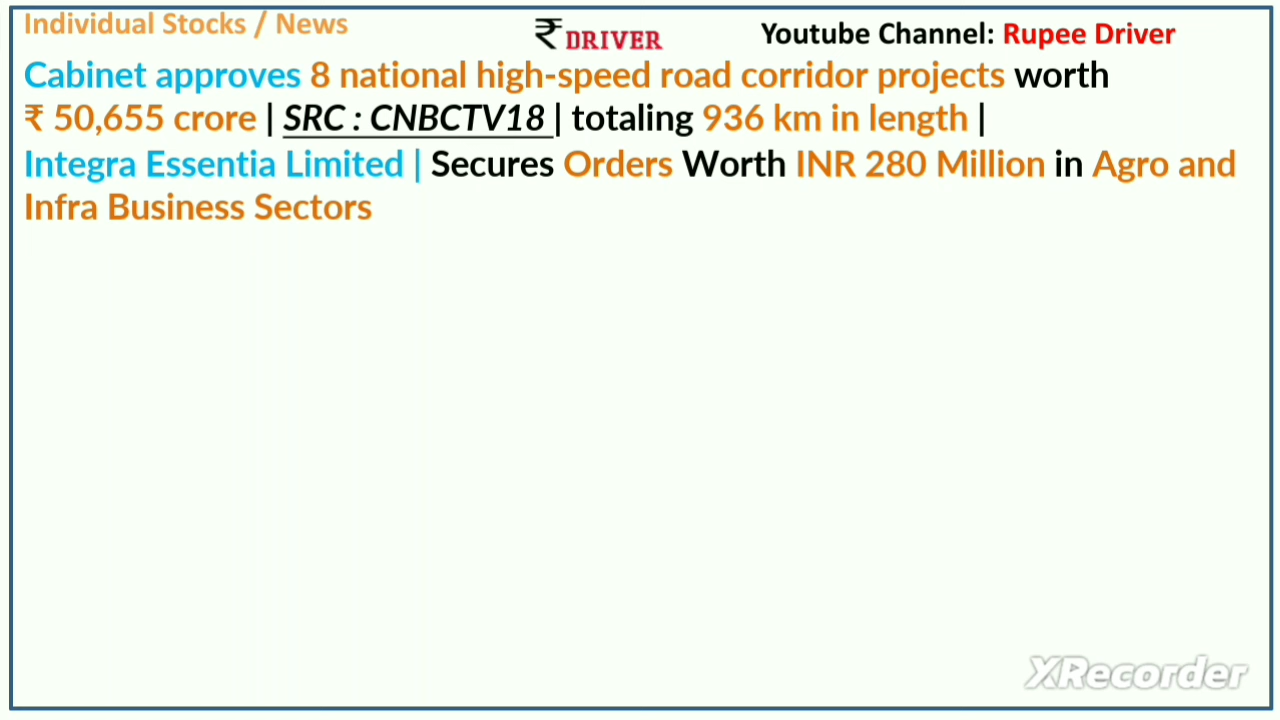 Individual Stocks / News
₹ DRIVER
Youtube Channel: Rupee Driver
Cabinet approves 8 national high-speed road corridor projects worth
₹ 50,655 crore | SRC : CNBCTV18 | totaling 936 km in length |
Integra Essentia Limited | Secures Orders Worth INR 280 Million in Agro and
Infra Business Sectors
XRecorder